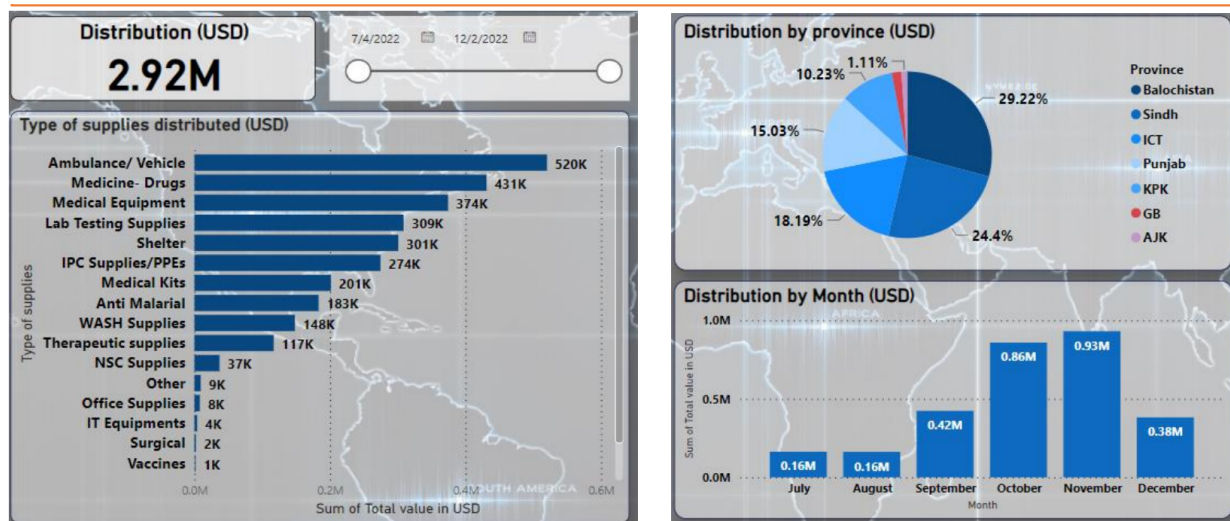 Distribution (USD)
2.92M
7/4/2022 12/2/2022
Type of supplies distributed (USD)
Type of supplies
Ambulance/ Vehicle 520K
Medicine- Drugs 431K
Medical Equipment 374K
Lab Testing Supplies 309K
Shelter 301K
IPC Supplies/PPEs 274K
Medical Kits 201K
Anti Malarial 183K
WASH Supplies 148K
Therapeutic supplies 117K
NSC Supplies 37K
Other 9K
Office Supplies 8K
IT Equipments 4K
Surgical 2K
Vaccines 1K
0.0M 0.2M 0.4M 0.6M
SOUTH AMERICA
Sum of Total value in USD
Distribution by province (USD)
1.11%
10.23%
15.03%
18.19%
24.4%
29.22%
Province
Balochistan
Sindh
ICT
Punjab
KPK
GB
AJK
Distribution by Month (USD)
AFRICA
Sum of Total value in USD
1.0M
0.5M
0.0M
0.16M 0.16M 0.42M 0.86M 0.93M 0.38M
July August September October November December
Month